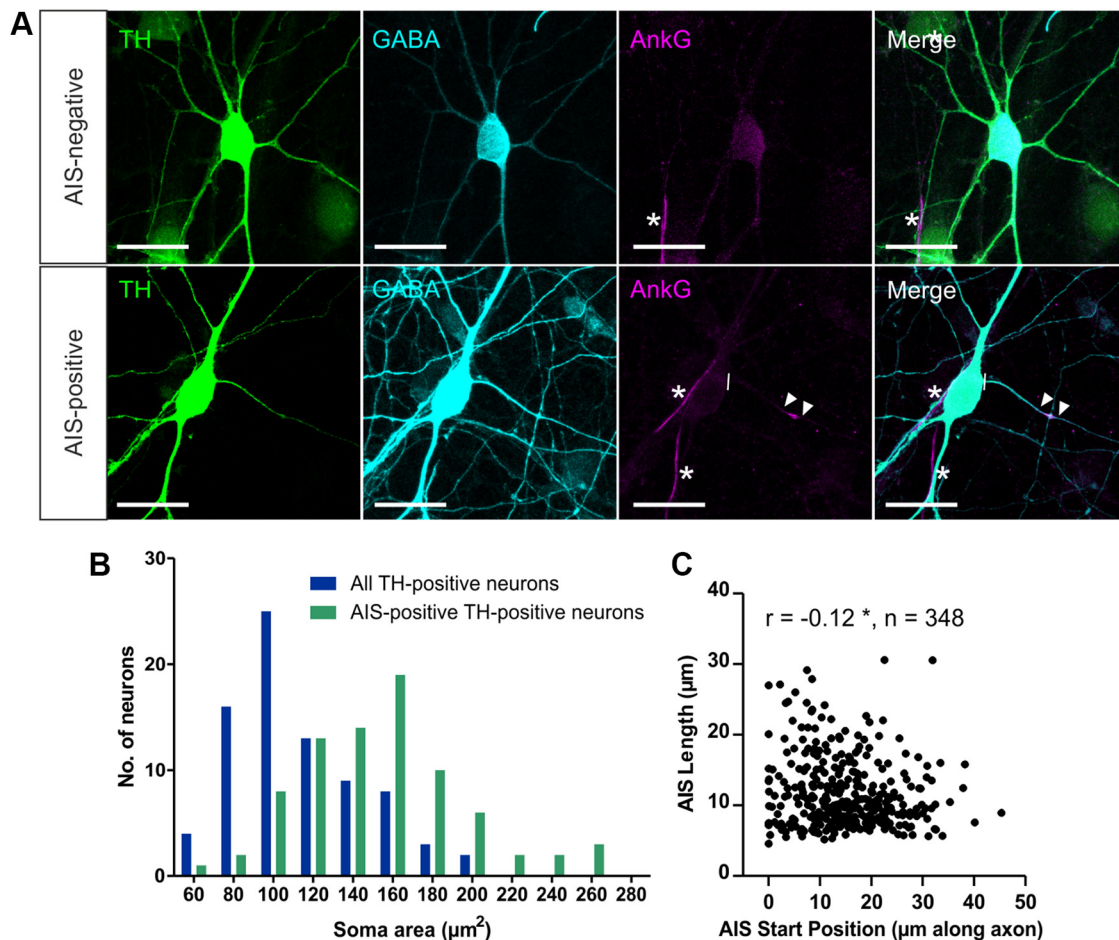 A
AIS-negative
TH
GABA
AnkG
Merge
*
*
*
AIS-positive
TH
GABA
AnkG
Merge
*
*
*
*
B
No. of neurons
30
20
10
0
All TH-positive neurons
AIS-positive TH-positive neurons
60 80 100 120 140 160 180 200 220 240 260 280
Soma area (µm²)
C
AIS Length (µm)
40
30
20
10
0
r = -0.12 *, n = 348
0 10 20 30 40 50
AIS Start Position (µm along axon)